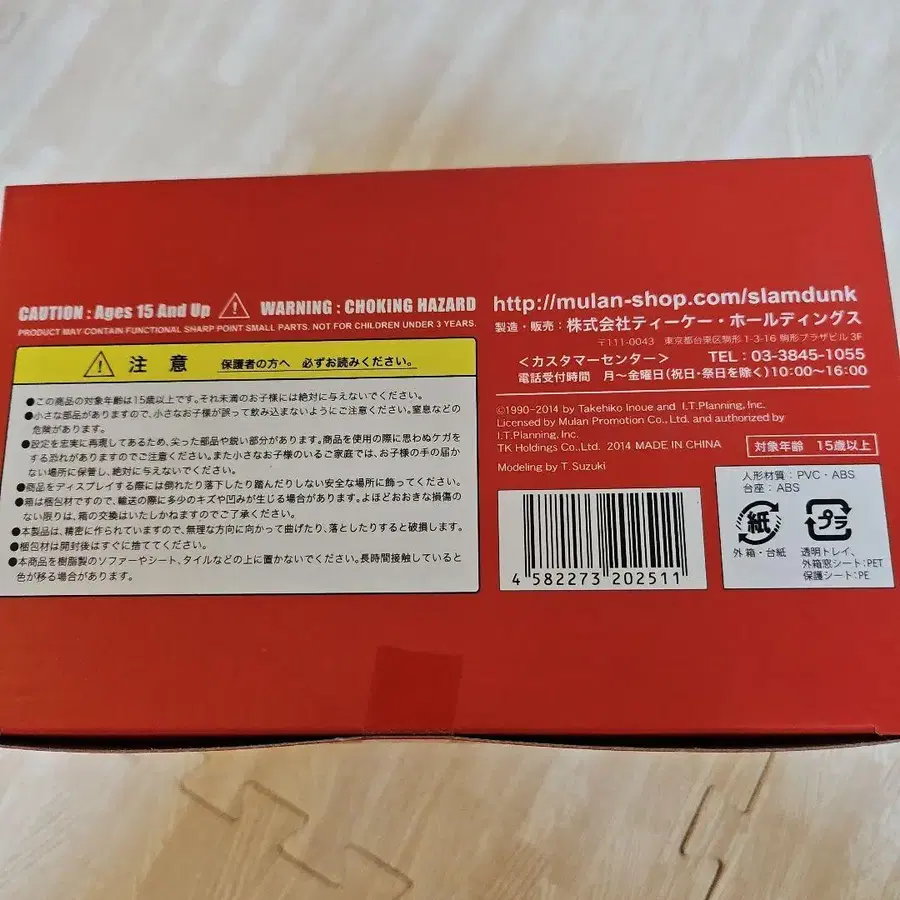 CAUTION : Ages 15 And Up WARNING : CHOKING HAZARD
PRODUCT MAY CONTAIN FUNCTIONAL SHARP POINT SMALL PARTS. NOT FOR CHILDREN UNDER 3 YEARS.
注意 保護者の方へ 必ずお読みください。
●この商品の対象年齢は15歳以上です。それ未満のお子様には絶対に与えないでください。
●小さな部品がありますので、小さなお子様が誤って飲み込まないようにご注意ください。窒息などの
危険があります。
●設定を忠実に再現してあるため、尖った部品や鋭い部分があります。商品を使用の際に思わぬケガを
する恐れがありますのでご注意ください。また小さなお子様のいるご家庭では、お子様の手の届か
ない場所に保管し、絶対に与えないでください。
●商品をディスプレイする際には倒れたり落下したり踏んだりしない安全な場所に飾ってください。
●箱は梱包材ですので、輸送の際に多少のキズや凹みが生じる場合があります。よほどおおきな損傷の
ない限りは、箱の交換はいたしかねますのでご了承ください。
●本製品は、精密に作られていますので、無理な方向に向かって曲げたり、落としたりすると破損します。
●梱包材は開封後はすぐに捨ててください。
●本商品を樹脂製のソファーやシート、タイルなどの上に置かないでください。長時間接触していると
色が移る場合があります。
http://mulan-shop.com/slamdunk
製造・販売：株式会社ティーケー・ホールディングス
〒111-0043 東京都台東区駒形1-3-16 駒形プラザビル 3F
＜カスタマーセンター＞ TEL：03-3845-1055
電話受付時間 月〜金曜日(祝日・祭日を除く)10:00〜16:00
©1990-2014 by Takehiko Inoue and I.T.Planning, Inc.
Licensed by Mulan Promotion Co., Ltd. and authorized by
I.T.Planning, Inc.
TK Holdings Co., Ltd. 2014 MADE IN CHINA
対象年齢 15歳以上
Modeling by T.Suzuki
4 582273 202511
人形材質：PVC・ABS
台座：ABS
紙
プラ
外箱・台紙
透明トレイ、
外箱窓シート：PET
保護シート：PE